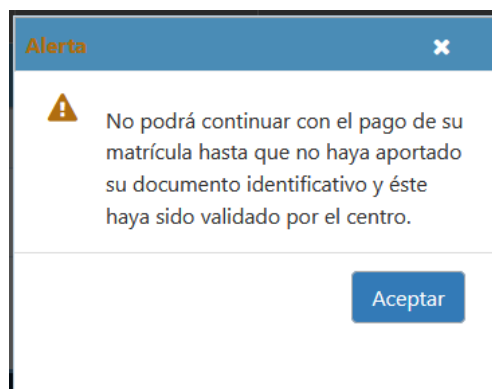 Alerta
No podrá continuar con el pago de su
matrícula hasta que no haya aportado
su documento identificativo y éste
haya sido validado por el centro.
Aceptar